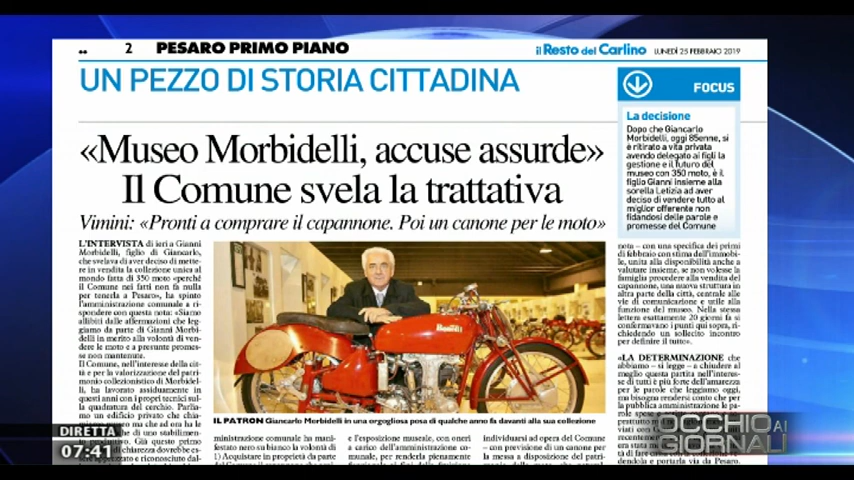 2 PESARO PRIMO PIANO
il Resto del Carlino LUNEDÌ 25 FEBBRAIO 2019
UN PEZZO DI STORIA CITTADINA
«Museo Morbidelli, accuse assurde»
Il Comune svela la trattativa
Vimini: «Pronti a comprare il capannone. Poi un canone per le moto»
FOCUS
La decisione
Dopo che Giancarlo
Morbidelli, oggi 85enne, si
è ritirato a vita privata
avendo delegato ai figli la
gestione e il futuro del
museo con 350 moto, è il
figlio Gianni insieme alla
sorella Letizia ad aver
deciso di vendere tutto al
miglior offerente non
fidandosi delle parole e
promesse del Comune
L'INTERVISTA di ieri a Gianni
Morbidelli, figlio di Giancarlo,
che svelava di aver deciso di mette-
re in vendita la collezione unica al
mondo fatta di 350 moto «perché
il Comune nei fatti non fa nulla
per tenerla a Pesaro», ha spinto
l'amministrazione comunale a ri-
spondere con questa nota: «Siamo
allibiti dalle affermazioni che leg-
giamo da parte di Gianni Morbi-
delli in merito alla volontà di ven-
dere le moto e a presunte promes-
se non mantenute.
Il Comune, nell'interesse della cit-
tà e per la valorizzazione del patri-
monio collezionistico di Morbidel-
li, ha lavorato assiduamente in
questi anni con i propri tecnici sul-
la quadratura del cerchio. Parlia-
mo un edificio privato che
Benelli
IL PATRON Giancarlo Morbidelli in una orgogliosa posa di qualche anno fa davanti alla sua collezione
ministrazione comunale ha mani-
festato nero su bianco la volontà di
1) Acquistare in proprietà da parte
e l'esposizione museale, con oneri
a carico dell'amministrazione co-
munale, per renderla pienamente
individuarsi ad opera del Comune
– con previsione di un canone per
la messa a disposizione del patri-
nota – con una specifica dei primi
di febbraio con stima dell'immobi-
le, unita alla disponibilità anche a
valutare insieme, se non volesse la
famiglia procedere alla vendita del
capannone, una nuova struttura in
altra parte della città, centrale alle
vie di comunicazione e utile alla
funzione del museo. Nella stessa
lettera esattamente 20 giorni fa si
confermavano i punti qui sopra, ri-
chiedendo un sollecito incontro
per definire il tutto».
«LA DETERMINAZIONE che
abbiamo – si legge – a chiudere al
meglio questa partita nell'interes-
se di tutti è più forte dell'amarezza
per le parole che leggiamo oggi,
ma bisogna rendersi conto che per
la pubblica amministrazione le pa-
DIRETTA
07:41
OCCHIO AI
GIORNALI